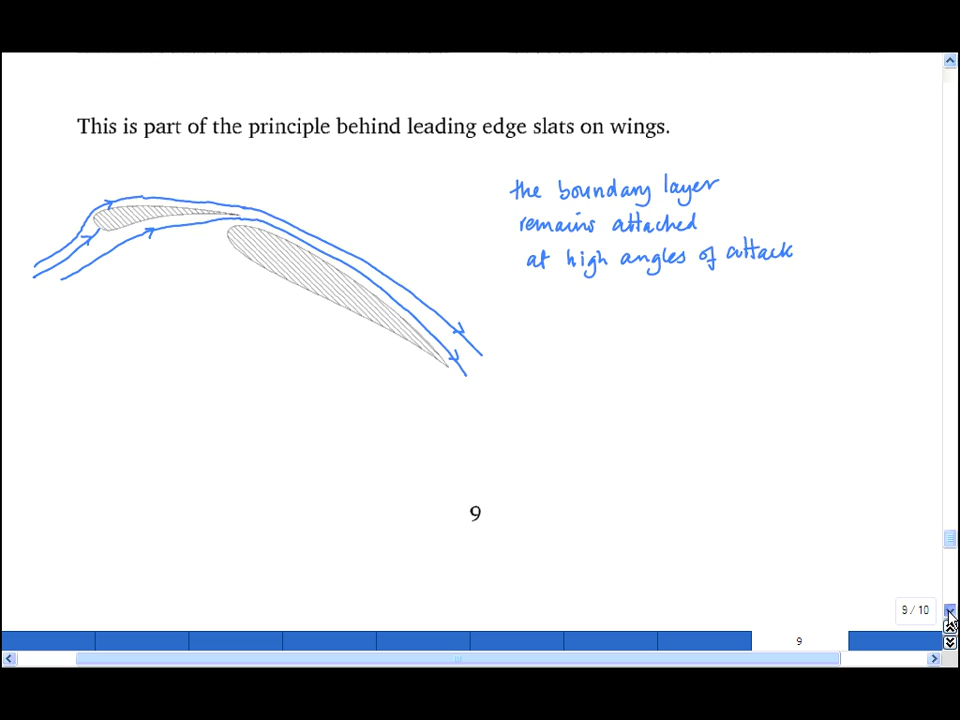 This is part of the principle behind leading edge slats on wings.
the boundary layer
remains attached
at high angles of attack
9
9 / 10
9